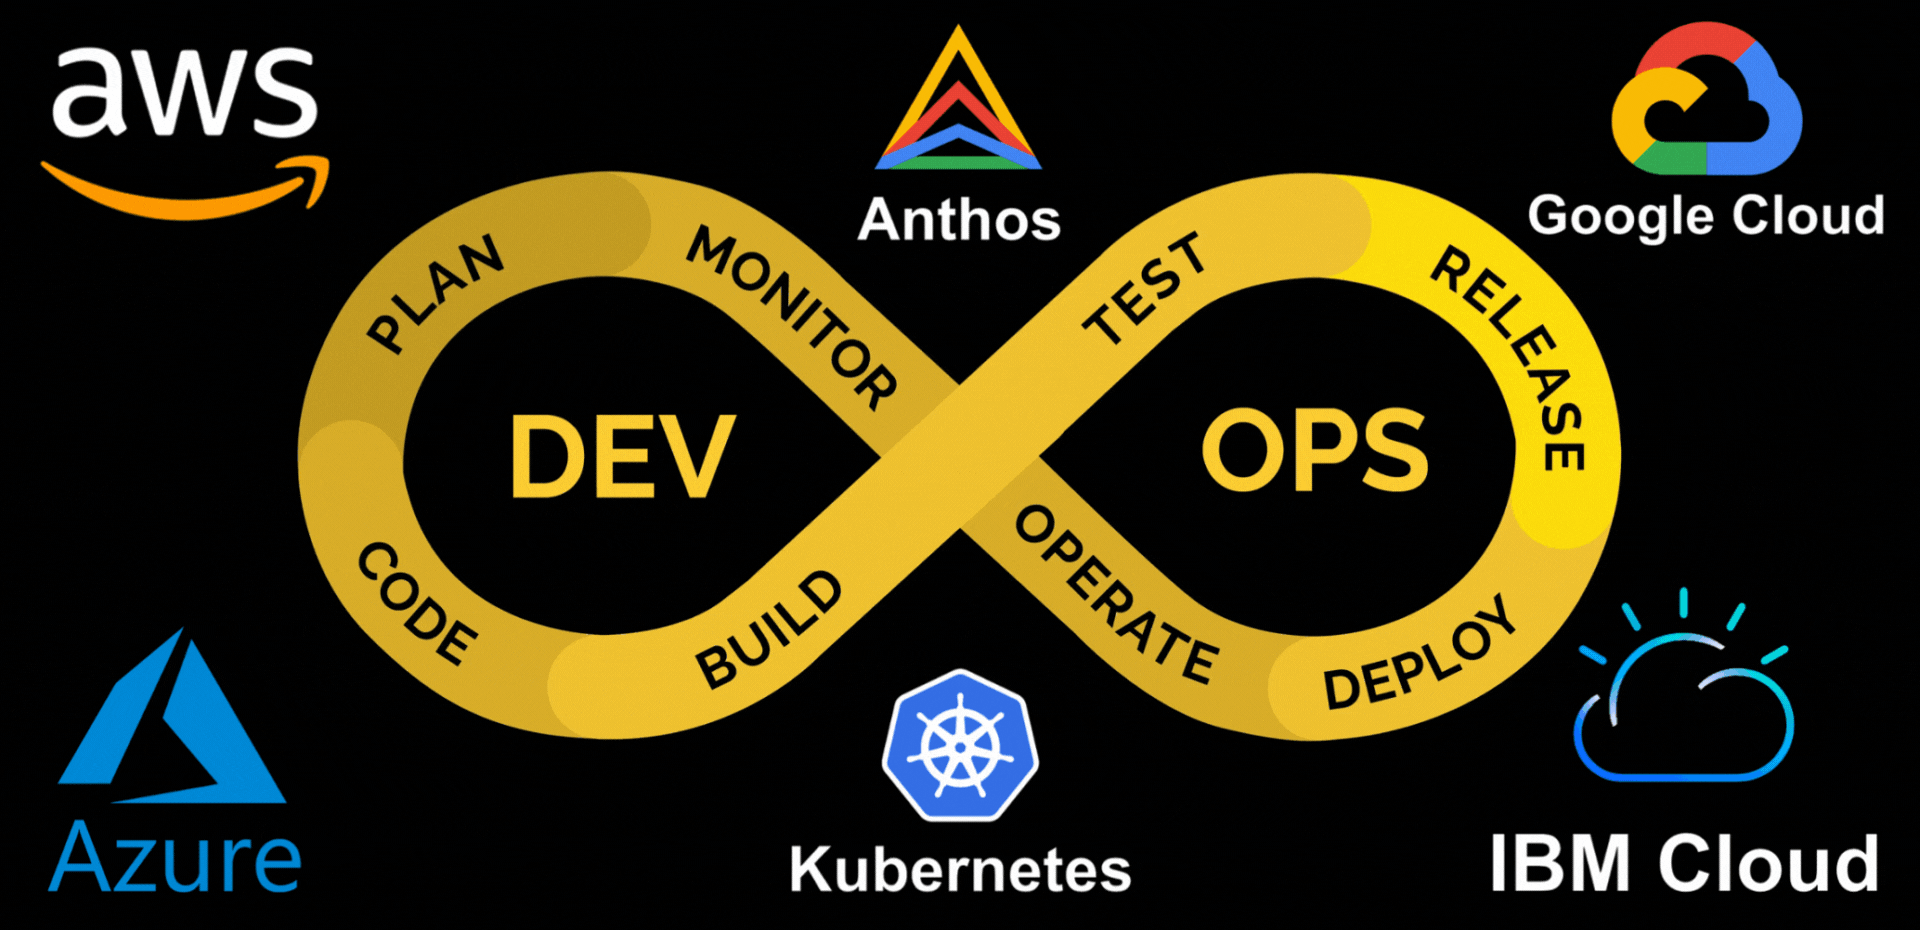 aws
Anthos
Google Cloud
PLAN
MONITOR
TEST
RELEASE
DEV
OPS
CODE
BUILD
OPERATE
DEPLOY
Azure
Kubernetes
IBM Cloud